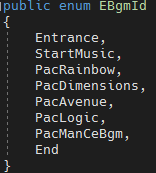 public enum EBgmId
{
Entrance,
StartMusic,
PacRainbow,
PacDimensions,
PacAvenue,
PacLogic,
PacManCeBgm,
End
}